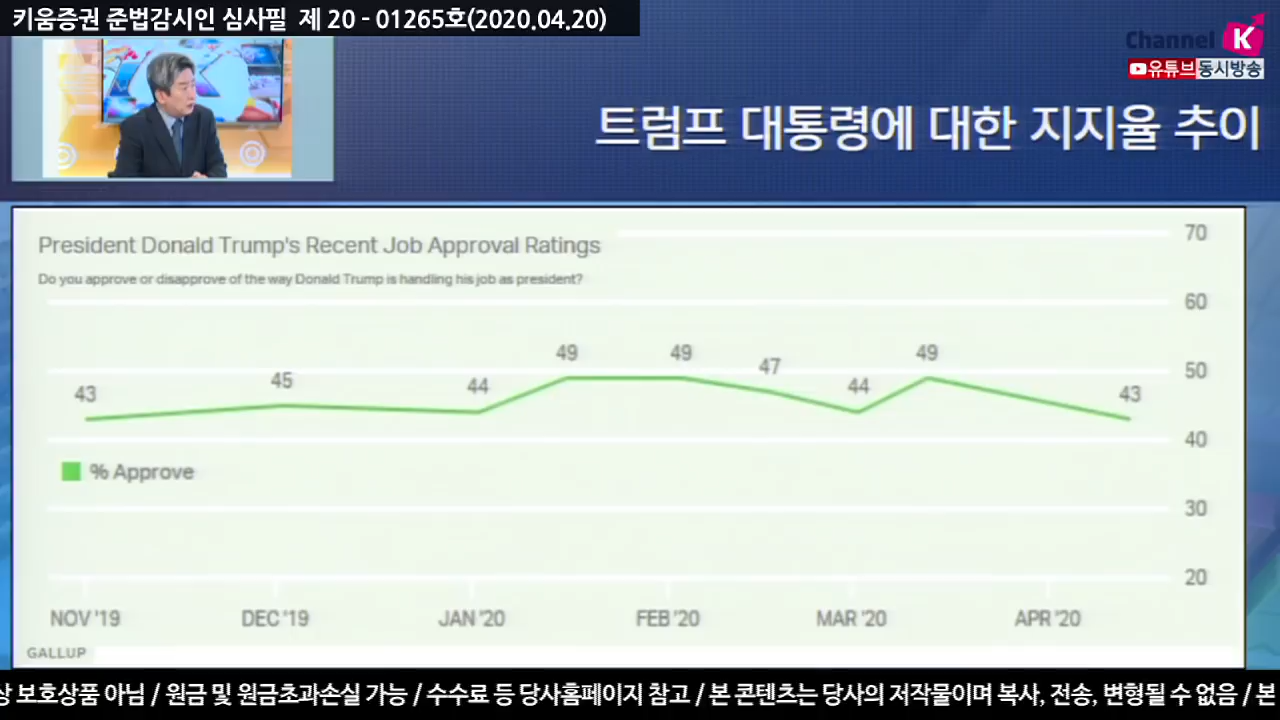 키움증권 준법감시인 심사필 제 20 - 01265호(2020.04.20)
Channel K
유튜브동시방송
트럼프 대통령에 대한 지지율 추이
President Donald Trump's Recent Job Approval Ratings
Do you approve or disapprove of the way Donald Trump is handling his job as president?
70
60
50
40
30
20
43
45
44
49
49
47
44
49
43
% Approve
NOV '19
DEC '19
JAN '20
FEB '20
MAR '20
APR '20
GALLUP
상 보호상품 아님 / 원금 및 원금초과손실 가능 / 수수료 등 당사홈페이지 참고 / 본 콘텐츠는 당사의 저작물이며 복사, 전송, 변형될 수 없음 / 본